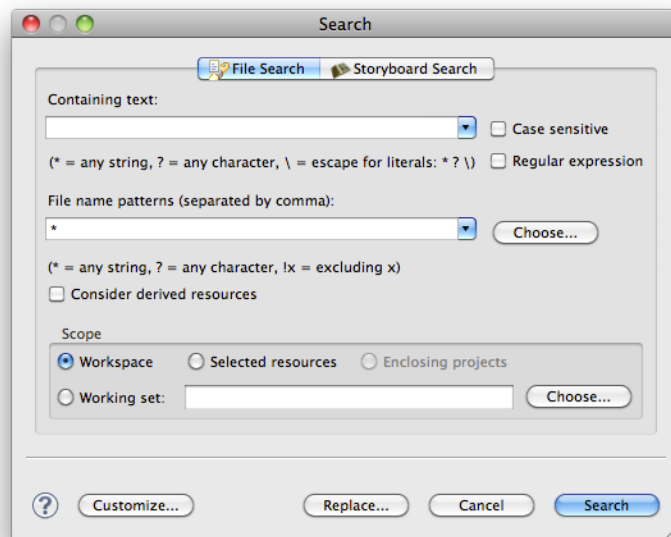 Search
File Search Storyboard Search
Containing text:
Case sensitive
(* = any string, ? = any character, \ = escape for literals: * ? \) Regular expression
File name patterns (separated by comma):
* Choose...
(* = any string, ? = any character, !x = excluding x)
Consider derived resources
Scope
Workspace Selected resources Enclosing projects
Working set: Choose...
? Customize... Replace... Cancel Search